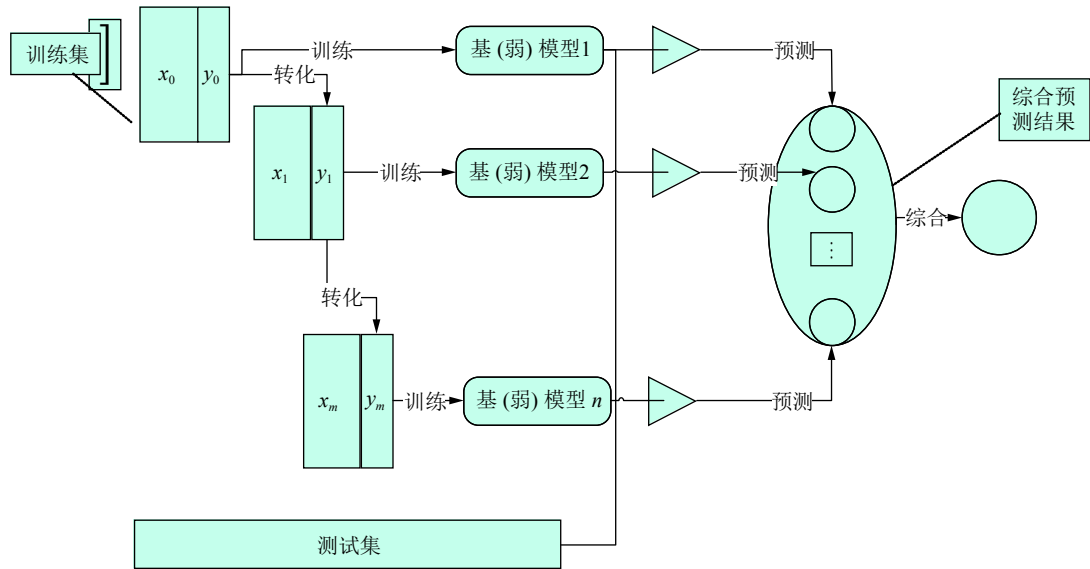 训练集
x0
y0
训练
基 (弱) 模型1
预测
转化
综合预
测结果
x1
y1
训练
基 (弱) 模型2
预测
⋮
综合
转化
xm
ym
训练
基 (弱) 模型 n
预测
测试集